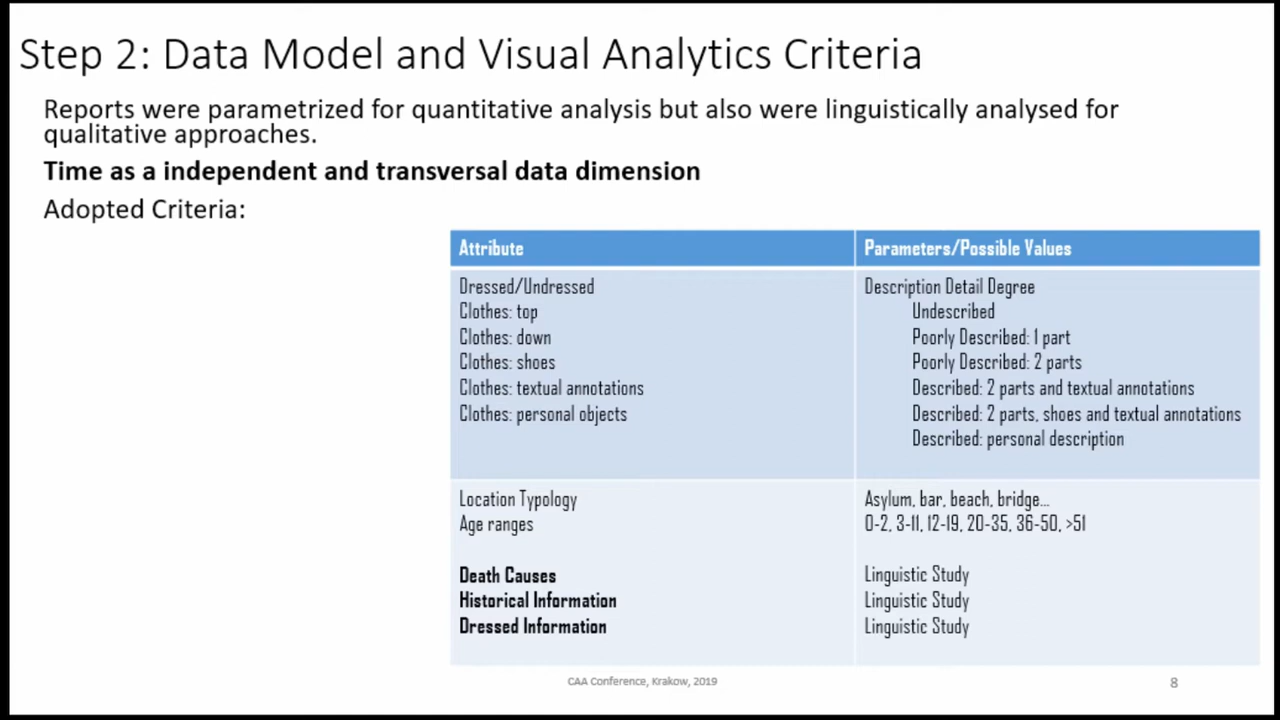 Step 2: Data Model and Visual Analytics Criteria
Reports were parametrized for quantitative analysis but also were linguistically analysed for
qualitative approaches.
Time as a independent and transversal data dimension
Adopted Criteria:
Attribute
Parameters/Possible Values
Dressed/Undressed
Clothes: top
Clothes: down
Clothes: shoes
Clothes: textual annotations
Clothes: personal objects
Description Detail Degree
Undescribed
Poorly Described: 1 part
Poorly Described: 2 parts
Described: 2 parts and textual annotations
Described: 2 parts, shoes and textual annotations
Described: personal description
Location Typology
Age ranges
Death Causes
Historical Information
Dressed Information
Asylum, bar, beach, bridge...
0-2, 3-11, 12-19, 20-35, 36-50, >51
Linguistic Study
Linguistic Study
Linguistic Study
CAA Conference, Krakow, 2019
8